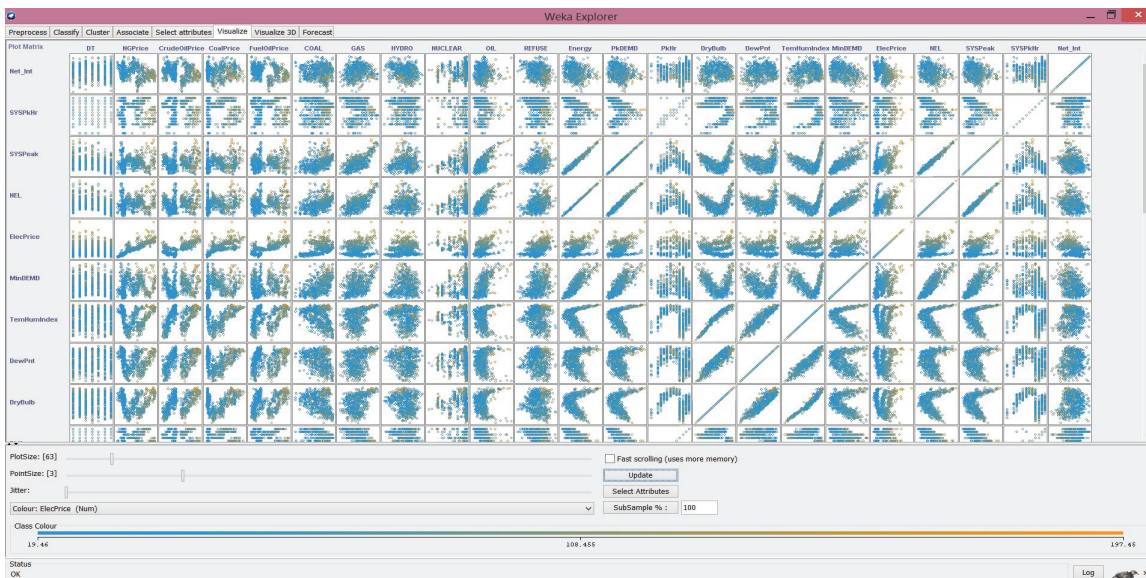 Weka Explorer
Preprocess Classify Cluster Associate Select attributes Visualize Visualize 3D Forecast
Plot Matrix DT NGPrice CrudeOilPrice CoalPrice FuelOilPrice COAL GAS HYDRO NUCLEAR OIL REFUSE Energy PkDEMD PkHr DryBulb DewPnt TemHumIndex MinDEMD ElecPrice NEL SYSPeak SYSPkHr Net_Int
Net_Int
SYSPkHr
SYSPeak
NEL
ElecPrice
MinDEMD
TemHumIndex
DewPnt
DryBulb
PlotSize: [63]
Fast scrolling (uses more memory)
PointSize: [3]
Update
Jitter:
Select Attributes
Colour: ElecPrice (Num)
SubSample % : 100
Class Colour
19.46 108.455 197.45
Status
OK
Log
x